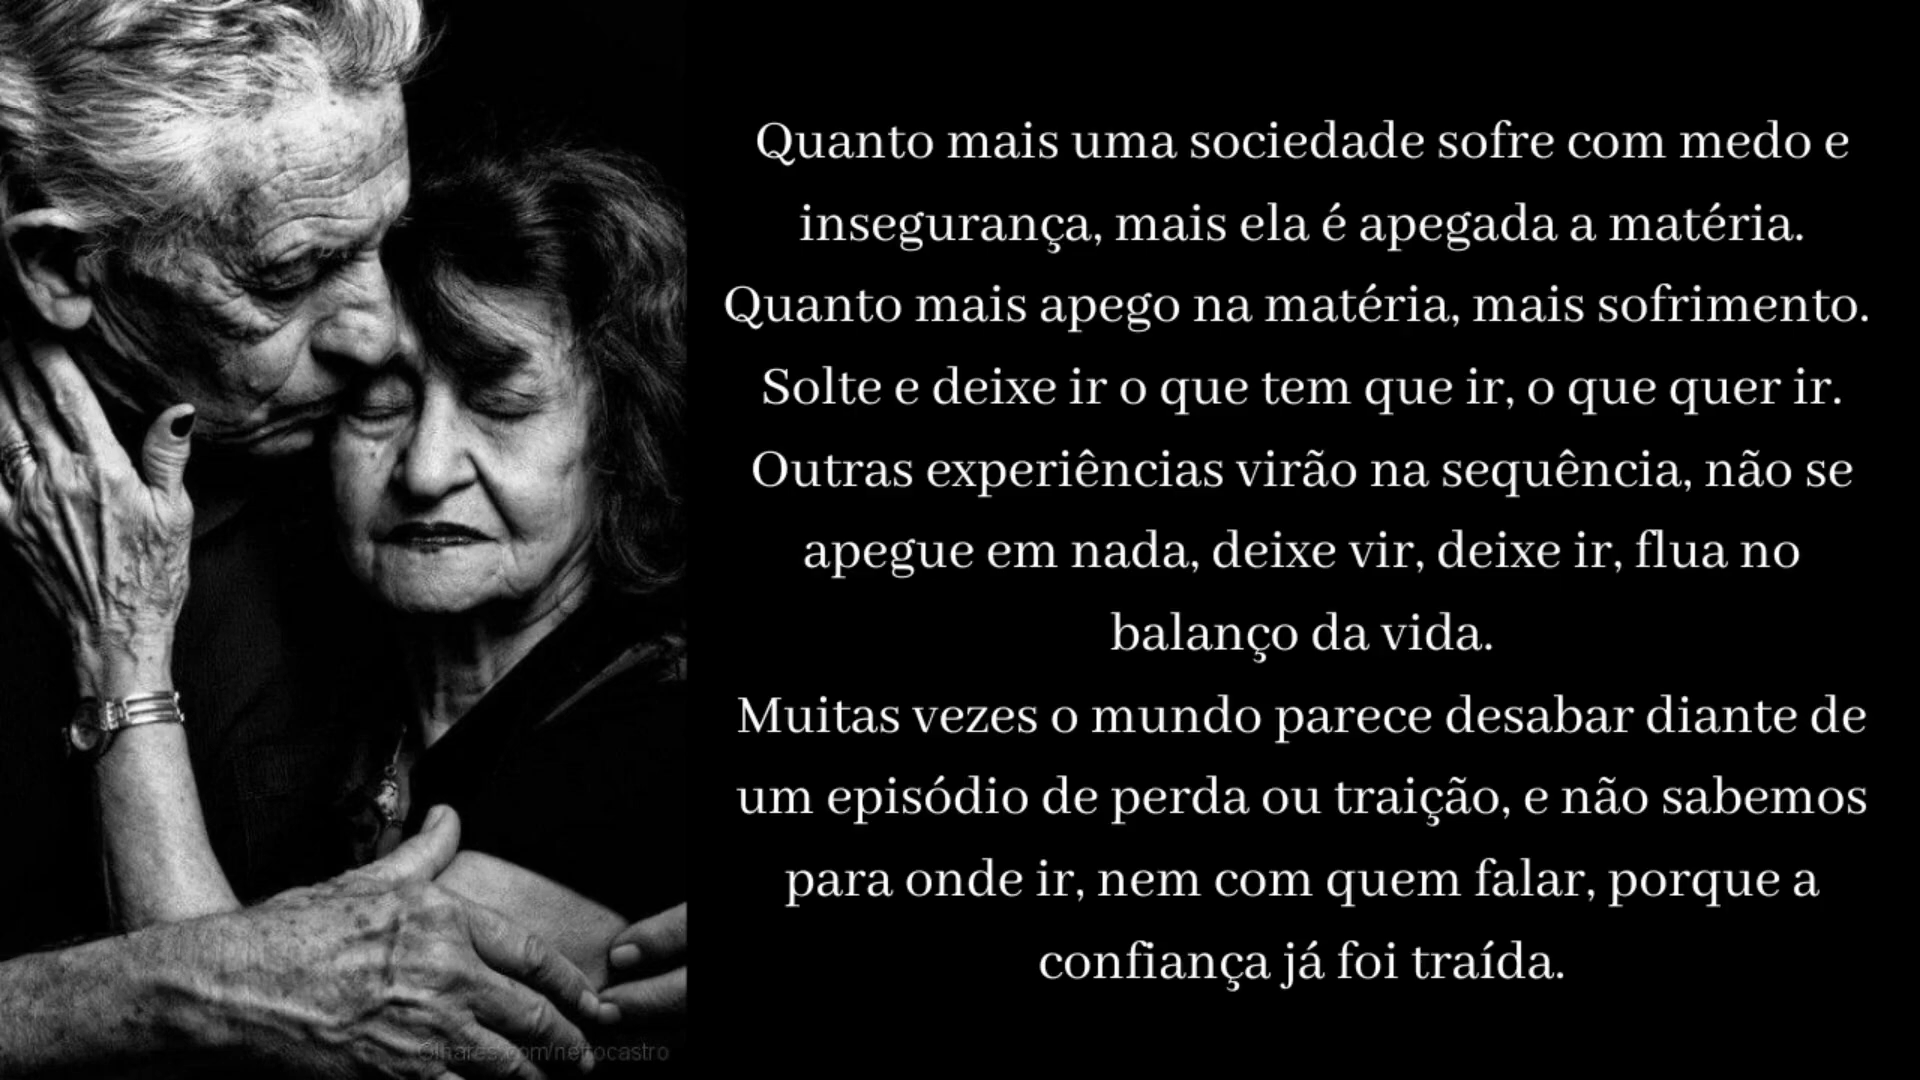 Quanto mais uma sociedade sofre com medo e
insegurança, mais ela é apegada a matéria.
Quanto mais apego na matéria, mais sofrimento.
Solte e deixe ir o que tem que ir, o que quer ir.
Outras experiências virão na sequência, não se
apegue em nada, deixe vir, deixe ir, flua no
balanço da vida.
Muitas vezes o mundo parece desabar diante de
um episódio de perda ou traição, e não sabemos
para onde ir, nem com quem falar, porque a
confiança já foi traída.
Olhares.com/nettocastro